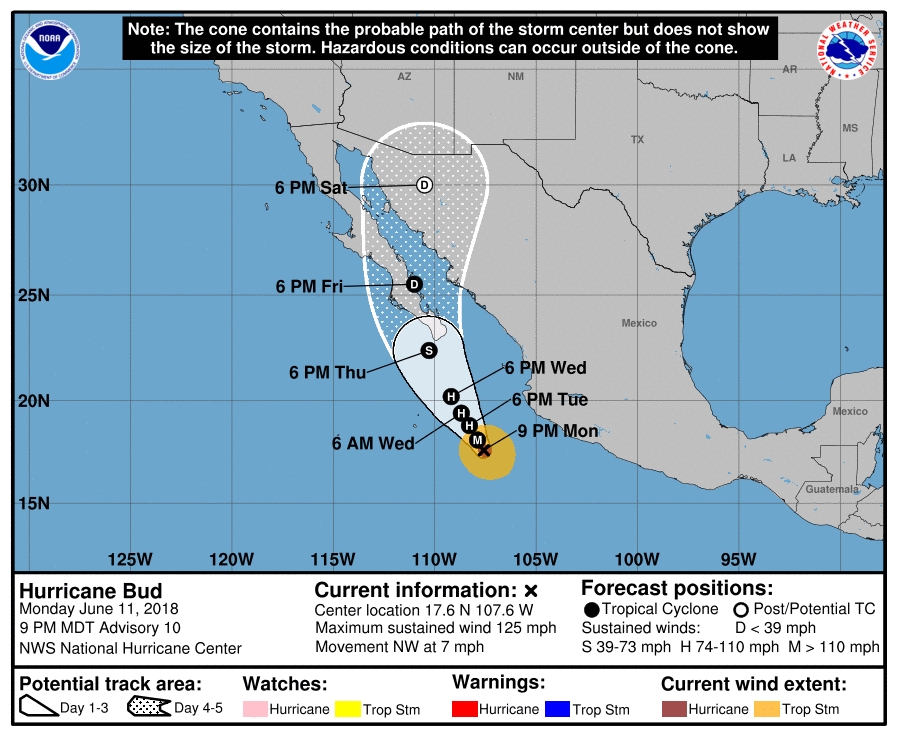 Note: The cone contains the probable path of the storm center but does not show
the size of the storm. Hazardous conditions can occur outside of the cone.
NOAA
NATIONAL WEATHER SERVICE
AZ
NM
AR
TX
MS
LA
30N
6 PM Sat
D
25N
6 PM Fri
D
Mexico
6 PM Thu
S
6 PM Wed
H
20N
6 PM Tue
H
Mexico
6 AM Wed
H
9 PM Mon
M
15N
Guatemala
125W
120W
115W
110W
105W
100W
95W
Hurricane Bud
Monday June 11, 2018
9 PM MDT Advisory 10
NWS National Hurricane Center
Current information: ×
Center location 17.6 N 107.6 W
Maximum sustained wind 125 mph
Movement NW at 7 mph
Forecast positions:
Tropical Cyclone
Post/Potential TC
Sustained winds:
D < 39 mph
S 39-73 mph
H 74-110 mph
M > 110 mph
Potential track area:
Day 1-3
Day 4-5
Watches:
Hurricane
Trop Stm
Warnings:
Hurricane
Trop Stm
Current wind extent:
Hurricane
Trop Stm